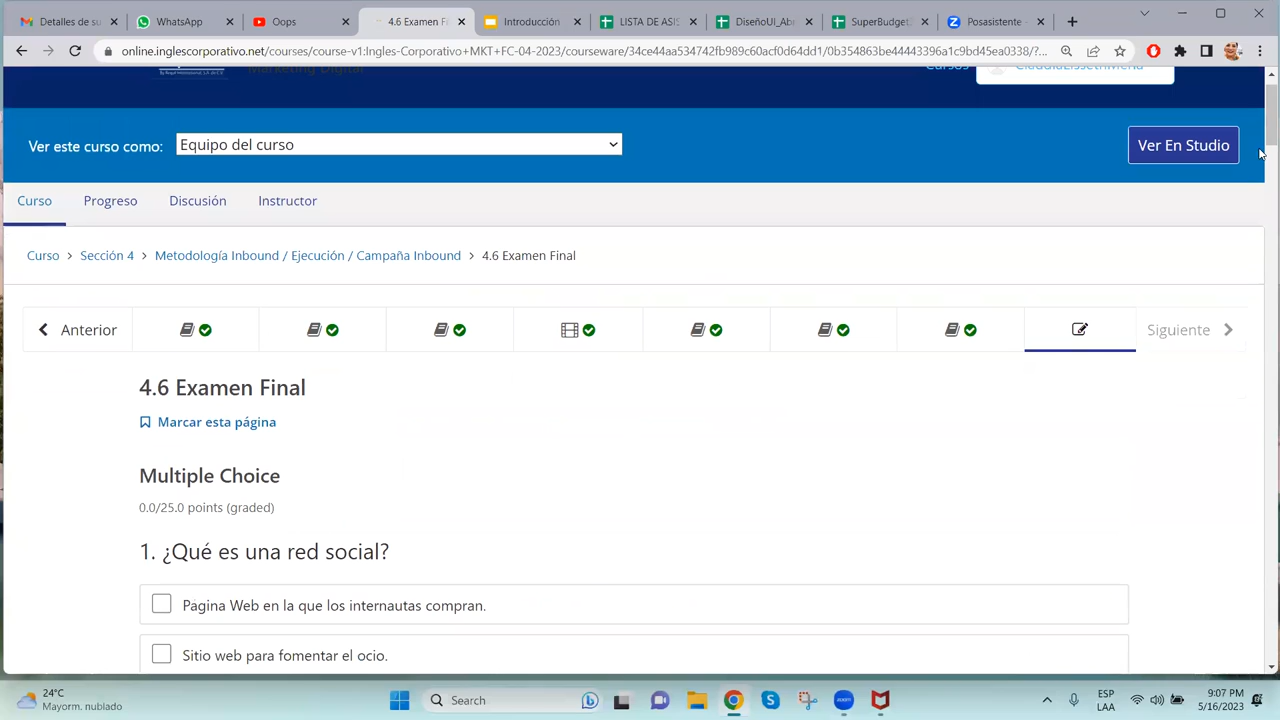 Detalles de su
WhatsApp
Oops
4.6 Examen Fi
Introducción
LISTA DE ASIS
DiseñoUI_Abr
SuperBudget
Posasistente -
online.inglescorporativo.net/courses/course-v1:Ingles-Corporativo+MKT+FC-04-2023/courseware/34ce44aa534742fb989c60acf0d64dd1/0b354863be44443396a1c9bd45ea0338/?...
Marketing Digital
Cursos
ClaudiaLissethMena
Ver este curso como:
Equipo del curso
Ver En Studio
Curso
Progreso
Discusión
Instructor
Curso > Sección 4 > Metodología Inbound / Ejecución / Campaña Inbound > 4.6 Examen Final
Anterior
Siguiente
4.6 Examen Final
Marcar esta página
Multiple Choice
0.0/25.0 points (graded)
1. ¿Qué es una red social?
Pagina Web en la que los internautas compran.
Sitio web para fomentar el ocio.
24°C
Mayorm. nublado
Search
zoom
ESP
LAA
9:07 PM
5/16/2023